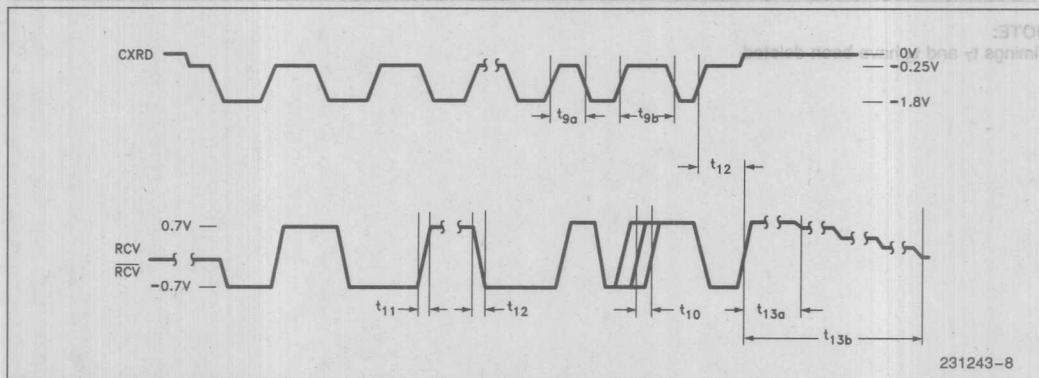 NOTE:
CXRD
0V
-0.25V
-1.8V
t9a
t9b
t12
0.7V
RCV
RCV
-0.7V
t11
t12
t10
t13a
t13b
231243-8